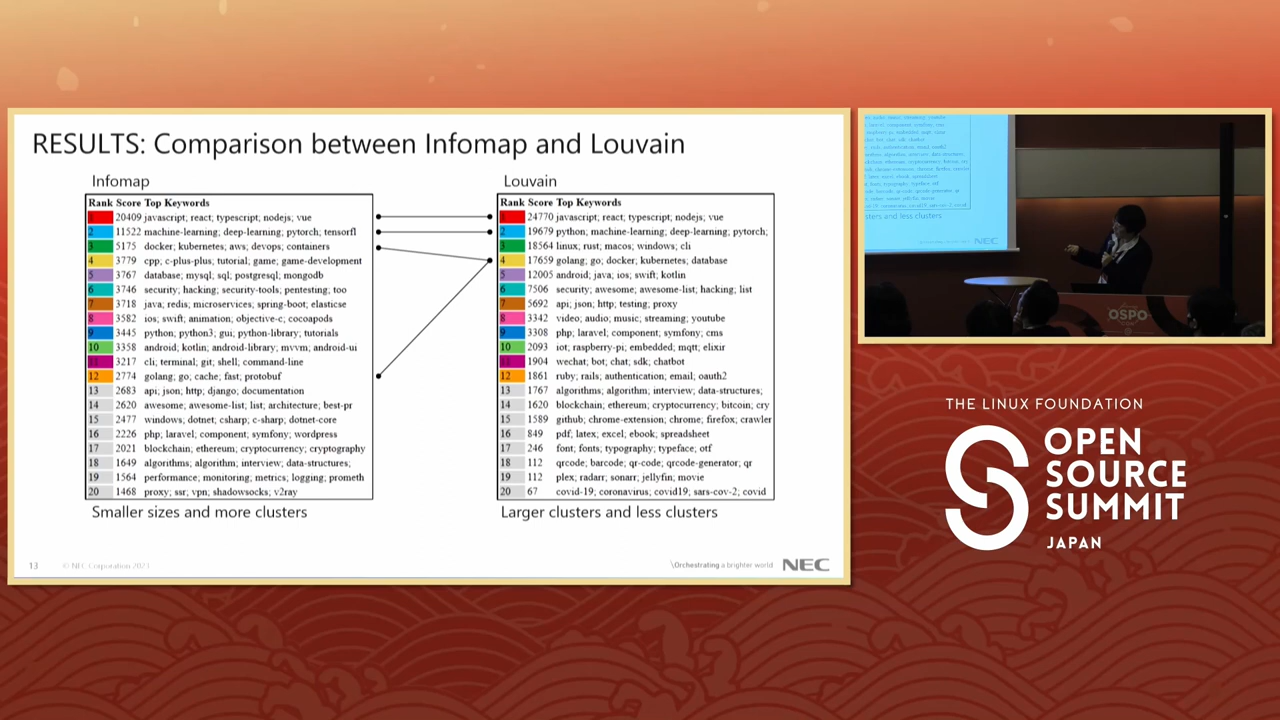 RESULTS: Comparison between Infomap and Louvain
Infomap
Rank Score Top Keywords
1 20409 javascript; react; typescript; nodejs; vue
2 11522 machine-learning; deep-learning; pytorch; tensorfl
3 5175 docker; kubernetes; aws; devops; containers
4 3779 cpp; c-plus-plus; tutorial; game; game-development
5 3767 database; mysql; sql; postgresql; mongodb
6 3746 security; hacking; security-tools; pentesting; too
7 3718 java; redis; microservices; spring-boot; elasticse
8 3582 ios; swift; animation; objective-c; cocoapods
9 3445 python; python3; gui; python-library; tutorials
10 3358 android; kotlin; android-library; mvvm; android-ui
11 3217 cli; terminal; git; shell; command-line
12 2774 golang; go; cache; fast; protobuf
13 2683 api; json; http; django; documentation
14 2620 awesome; awesome-list; list; architecture; best-pr
15 2477 windows; dotnet; csharp; c-sharp; dotnet-core
16 2226 php; laravel; component; symfony; wordpress
17 2021 blockchain; ethereum; cryptocurrency; cryptography
18 1649 algorithms; algorithm; interview; data-structures;
19 1564 performance; monitoring; metrics; logging; prometh
20 1468 proxy; ssr; vpn; shadowsocks; v2ray
Smaller sizes and more clusters
Louvain
Rank Score Top Keywords
1 24770 javascript; react; typescript; nodejs; vue
2 19679 python; machine-learning; deep-learning; pytorch;
3 18564 linux; rust; macos; windows; cli
4 17659 golang; go; docker; kubernetes; database
5 12005 android; java; ios; swift; kotlin
6 7506 security; awesome; awesome-list; hacking; list
7 5692 api; json; http; testing; proxy
8 3342 video; audio; music; streaming; youtube
9 3308 php; laravel; component; symfony; cms
10 2093 iot; raspberry-pi; embedded; mqtt; elixir
11 1904 wechat; bot; chat; sdk; chatbot
12 1861 ruby; rails; authentication; email; oauth2
13 1767 algorithms; algorithm; interview; data-structures;
14 1620 blockchain; ethereum; cryptocurrency; bitcoin; cry
15 1589 github; chrome-extension; chrome; firefox; crawler
16 849 pdf; latex; excel; ebook; spreadsheet
17 246 font; fonts; typography; typeface; otf
18 112 qrcode; barcode; qr-code; qrcode-generator; qr
19 112 plex; radarr; sonarr; jellyfin; movie
20 67 covid-19; coronavirus; covid19; sars-cov-2; covid
Larger clusters and less clusters
13 © NEC Corporation 2023
\Orchestrating a brighter world NEC
sters and less clusters
NEC
OSPO
THE LINUX FOUNDATION
OPEN
SOURCE
SUMMIT
JAPAN